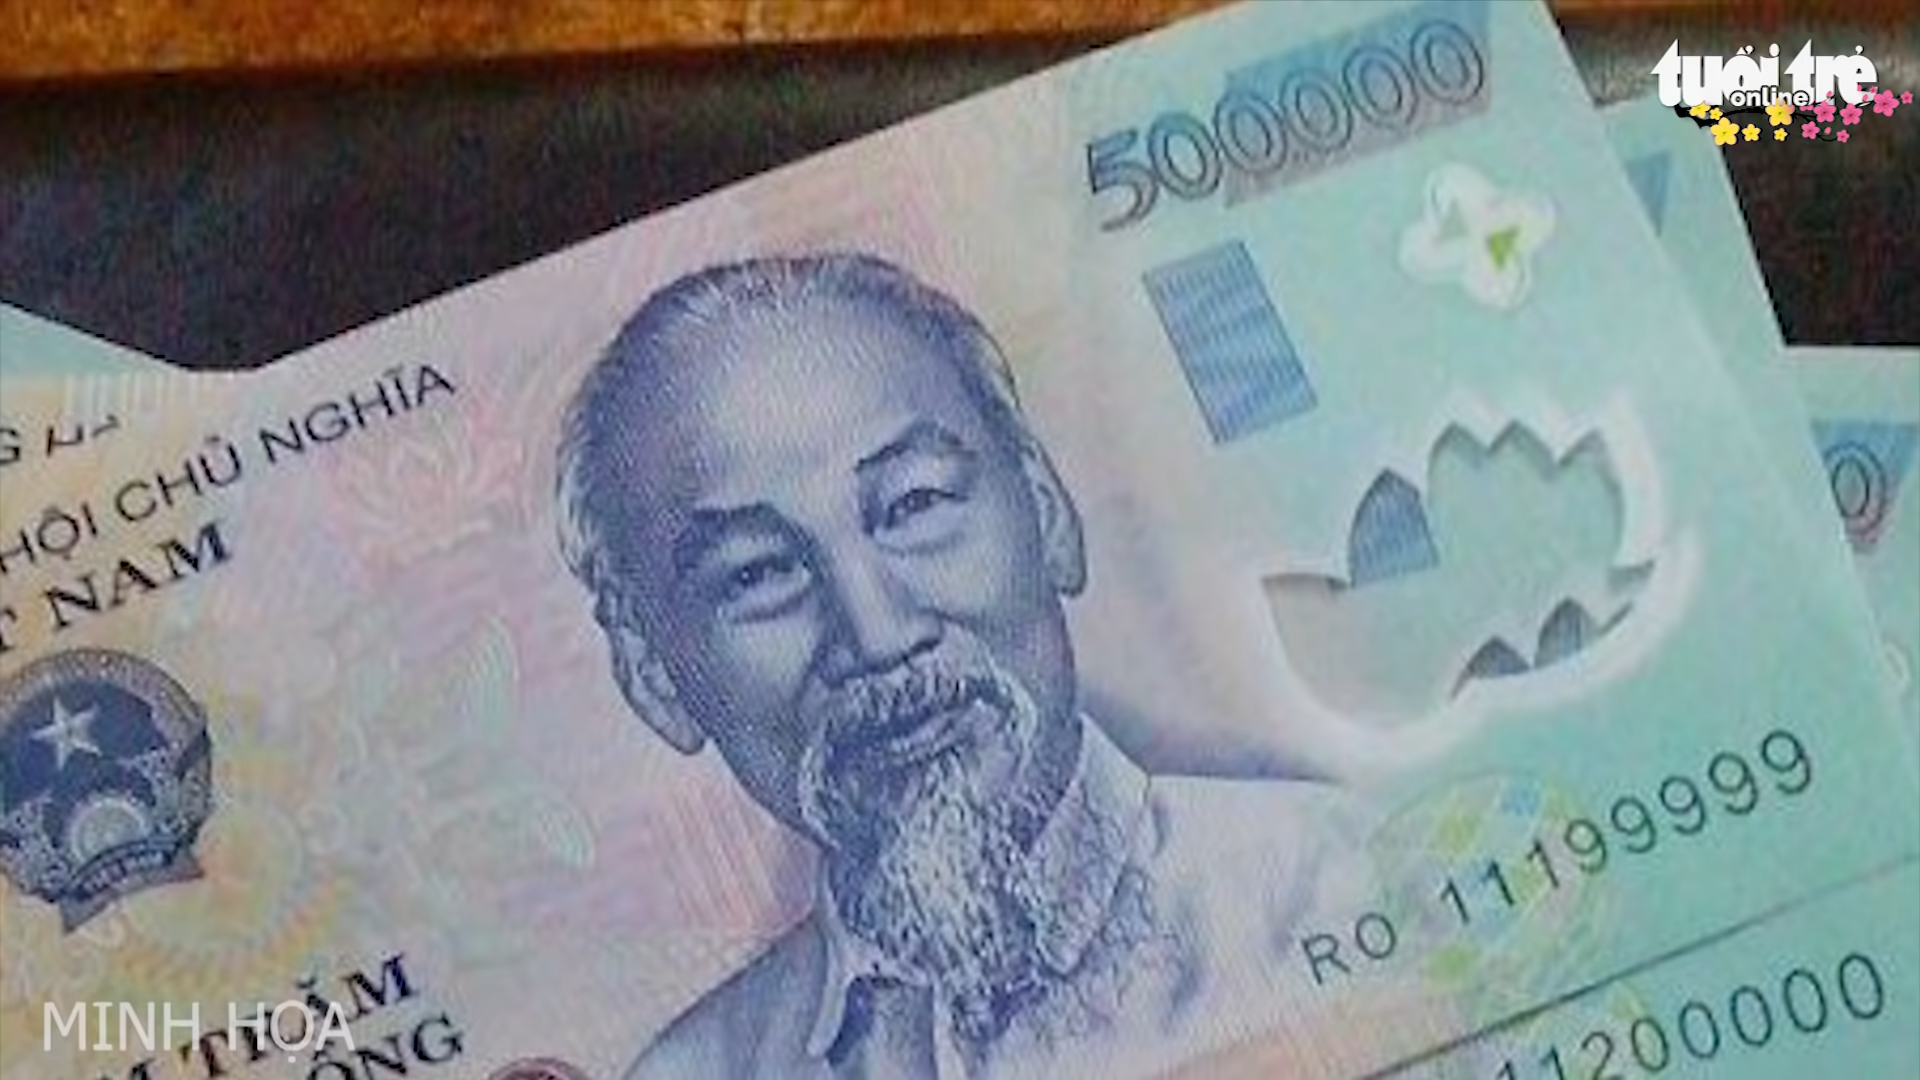 tuổi trẻ
online
500000
HỘI CHỦ NGHĨA
NAM
RO 11199999
11200000
MINH HỌA